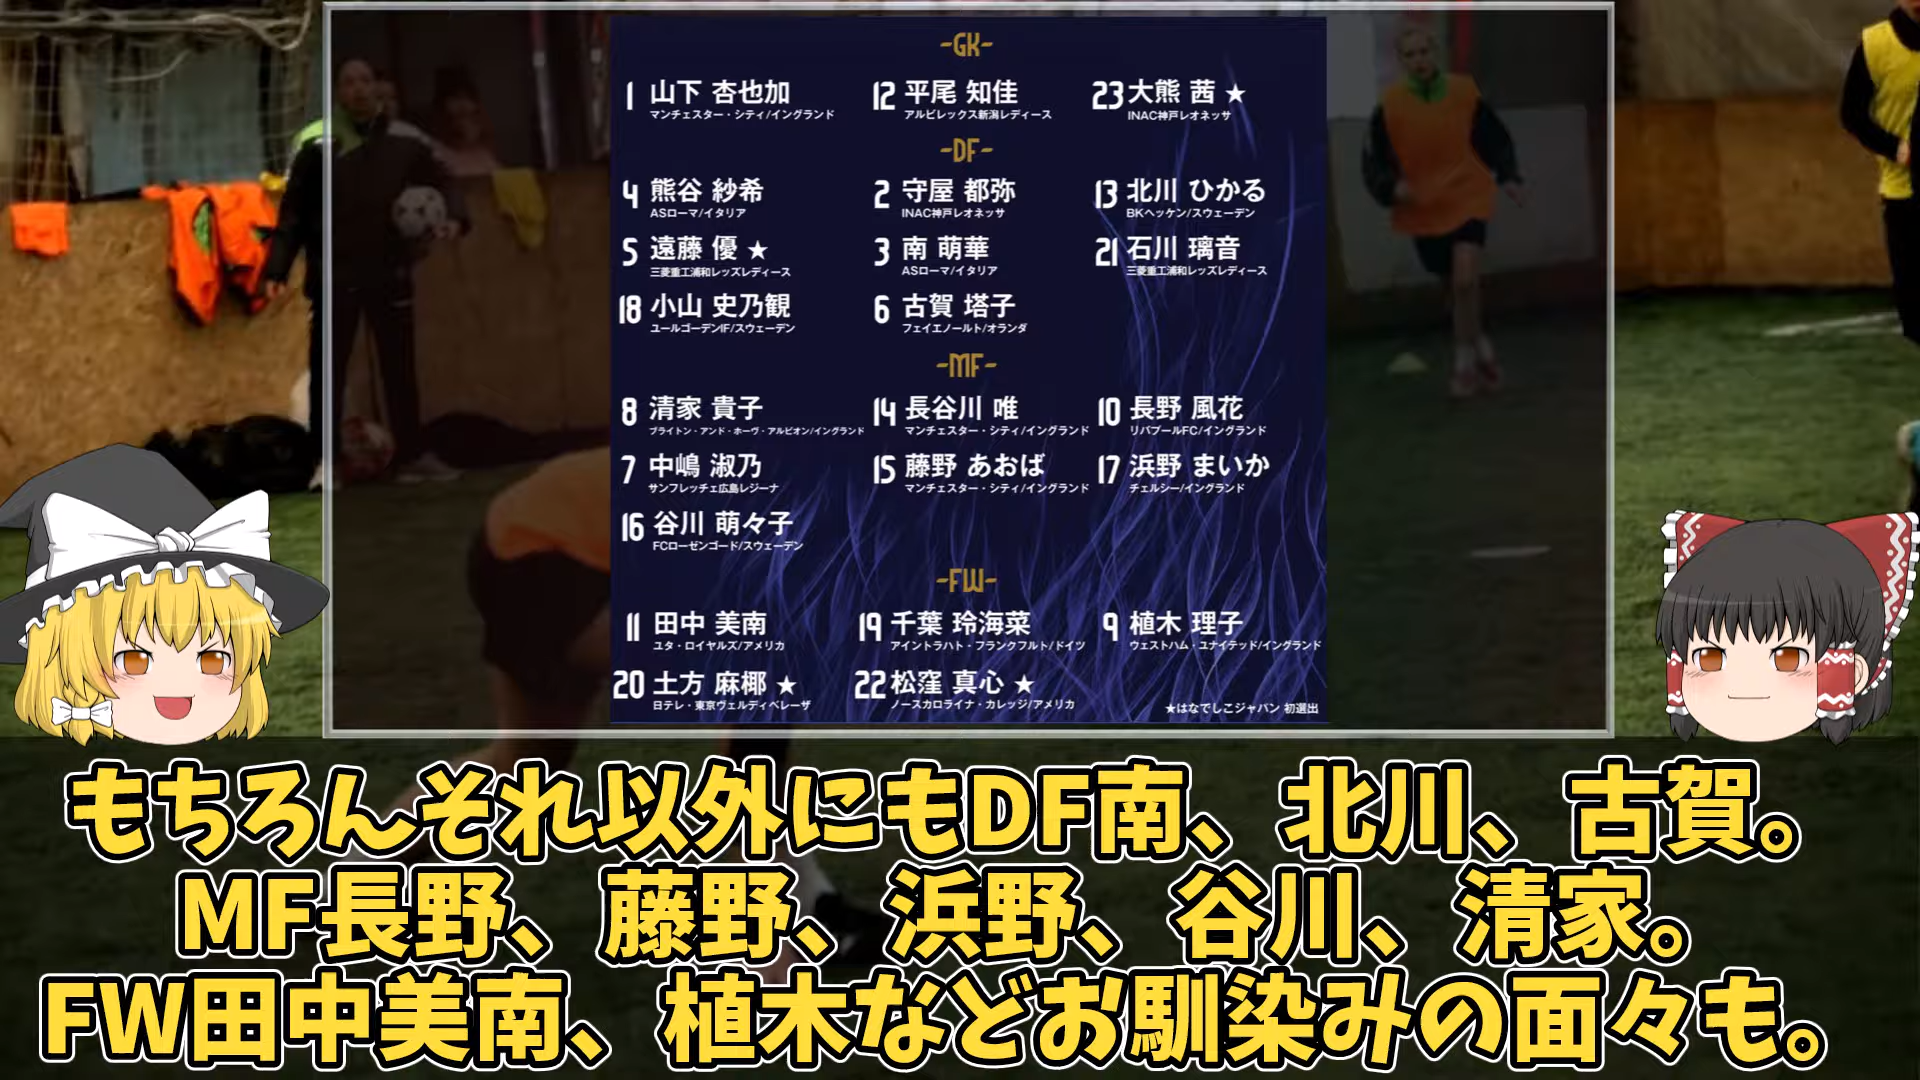 -GK-
1 山下 杏也加 12 平尾 知佳 23 大熊 茜 ★
マンチェスター・シティ/イングランド アルビレックス新潟レディース INAC神戸レオネッサ
-DF-
4 熊谷 紗希 2 守屋 都弥 13 北川 ひかる
ASローマ/イタリア INAC神戸レオネッサ BKヘッケン/スウェーデン
5 遠藤 優 ★ 3 南 萌華 21 石川 璃音
三菱重工浦和レッズレディース ASローマ/イタリア 三菱重工浦和レッズレディース
18 小山 史乃観 6 古賀 塔子
ユールゴーデンIF/スウェーデン フェイエノールト/オランダ
-MF-
8 清家 貴子 14 長谷川 唯 10 長野 風花
ブライトン・アンド・ホーヴ・アルビオン/イングランド マンチェスター・シティ/イングランド リバプールFC/イングランド
7 中嶋 淑乃 15 藤野 あおば 17 浜野 まいか
サンフレッチェ広島レジーナ マンチェスター・シティ/イングランド チェルシー/イングランド
16 谷川 萌々子
FCローゼンゴード/スウェーデン
-FW-
11 田中 美南 19 千葉 玲海菜 9 植木 理子
ユタ・ロイヤルズ/アメリカ アイントラハト・フランクフルト/ドイツ ウェストハム・ユナイテッド/イングランド
20 土方 麻椰 ★ 22 松窪 真心 ★
日テレ・東京ヴェルディベレーザ ノースカロライナ・カレッジ/アメリカ
★はなでしこジャパン 初選出
もちろんそれ以外にもDF南、北川、古賀。
MF長野、藤野、浜野、谷川、清家。
FW田中美南、植木などお馴染みの面々も。